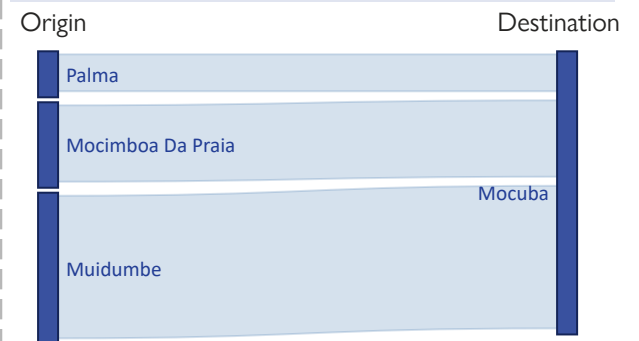 Origin
Destination
Palma
Mocimboa Da Praia
Mocuba
Muidumbe